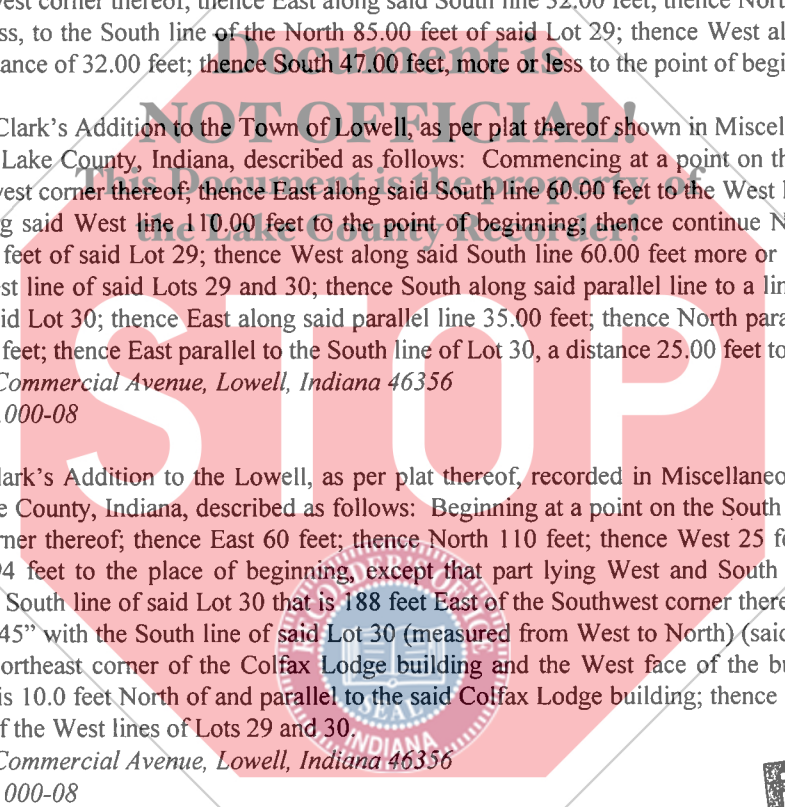 est corner thereof, thence East along said South line 32.00 feet, thence Nort
ss, to the South line of the North 85.00 feet of said Lot 29; thence West al
ance of 32.00 feet; thence South 47.00 feet, more or less to the point of begi
Document is
NOT OFFICIAL!
This Document is the property of
the Lake County Recorder!
STOP
Clark's Addition to the Town of Lowell, as per plat thereof shown in Miscel
Lake County, Indiana, described as follows: Commencing at a point on th
vest corner thereof; thence East along said South line 60.00 feet to the West l
g said West line 110.00 feet to the point of beginning; thence continue N
feet of said Lot 29; thence West along said South line 60.00 feet more or
st line of said Lots 29 and 30; thence South along said parallel line to a lin
id Lot 30; thence East along said parallel line 35.00 feet; thence North para
feet; thence East parallel to the South line of Lot 30, a distance 25.00 feet to
Commercial Avenue, Lowell, Indiana 46356
000-08
lark's Addition to the Lowell, as per plat thereof, recorded in Miscellaneo
e County, Indiana, described as follows: Beginning at a point on the South
rner thereof; thence East 60 feet; thence North 110 feet; thence West 25 f
94 feet to the place of beginning, except that part lying West and South
South line of said Lot 30 that is 188 feet East of the Southwest corner there
45" with the South line of said Lot 30 (measured from West to North) (said
ortheast corner of the Colfax Lodge building and the West face of the b
is 10.0 feet North of and parallel to the said Colfax Lodge building; thence
f the West lines of Lots 29 and 30.
RECORDER'S OFFICE
SEAL
INDIANA
Commercial Avenue, Lowell, Indiana 46356
000-08